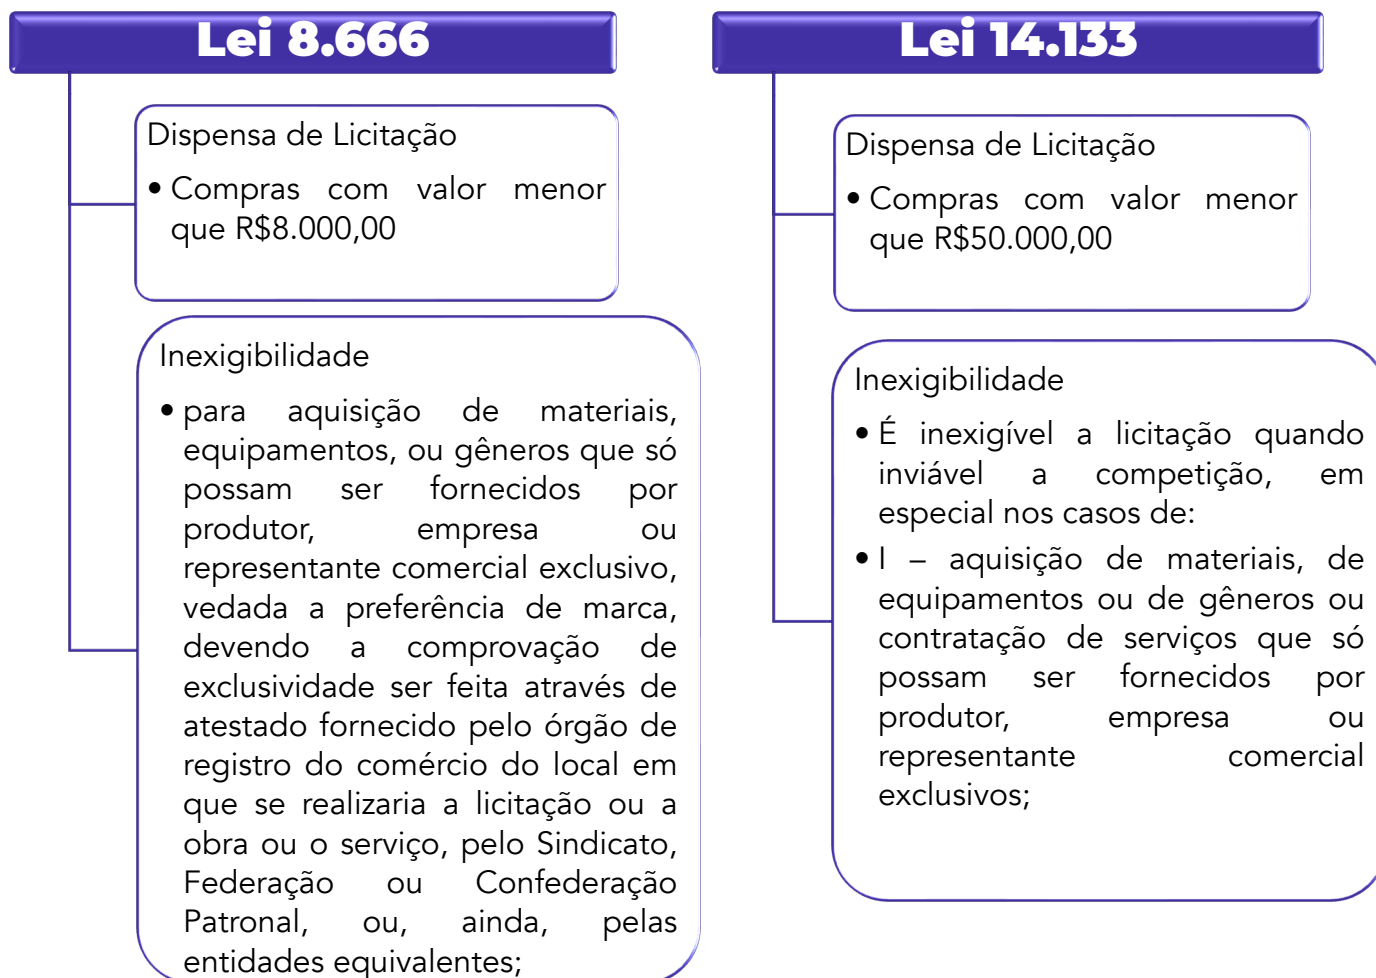 Lei 8.666
Dispensa de Licitação
• Compras com valor menor
que R$8.000,00
Inexigibilidade
• para aquisição de materiais,
equipamentos, ou gêneros que só
possam ser fornecidos por
produtor, empresa ou
representante comercial exclusivo,
vedada a preferência de marca,
devendo a comprovação de
exclusividade ser feita através de
atestado fornecido pelo órgão de
registro do comércio do local em
que se realizaria a licitação ou a
obra ou o serviço, pelo Sindicato,
Federação ou Confederação
Patronal, ou, ainda, pelas
entidades equivalentes;
Lei 14.133
Dispensa de Licitação
• Compras com valor menor
que R$50.000,00
Inexigibilidade
• É inexigível a licitação quando
inviável a competição, em
especial nos casos de:
• I – aquisição de materiais, de
equipamentos ou de gêneros ou
contratação de serviços que só
possam ser fornecidos por
produtor, empresa ou
representante comercial
exclusivos;